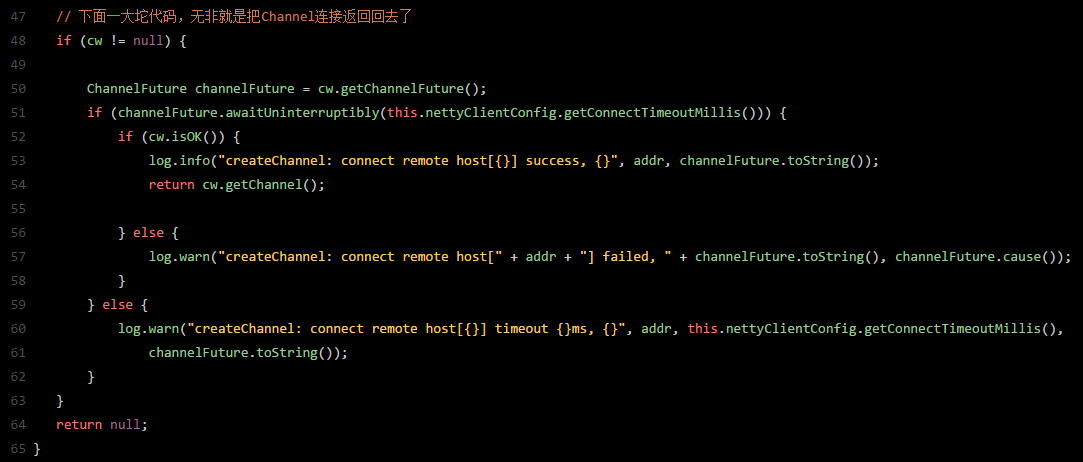 47 // 下面一大坨代码，无非就是把Channel连接返回回去了
48 if (cw != null) {
49
50 ChannelFuture channelFuture = cw.getChannelFuture();
51 if (channelFuture.awaitUninterruptibly(this.nettyClientConfig.getConnectTimeoutMillis())) {
52 if (cw.isOK()) {
53 log.info("createChannel: connect remote host[{}] success, {}", addr, channelFuture.toString());
54 return cw.getChannel();
55
56 } else {
57 log.warn("createChannel: connect remote host[" + addr + "] failed, " + channelFuture.toString(), channelFuture.cause());
58 }
59 } else {
60 log.warn("createChannel: connect remote host[{}] timeout {}ms, {}", addr, this.nettyClientConfig.getConnectTimeoutMillis(),
61 channelFuture.toString());
62 }
63 }
64 return null;
65 }